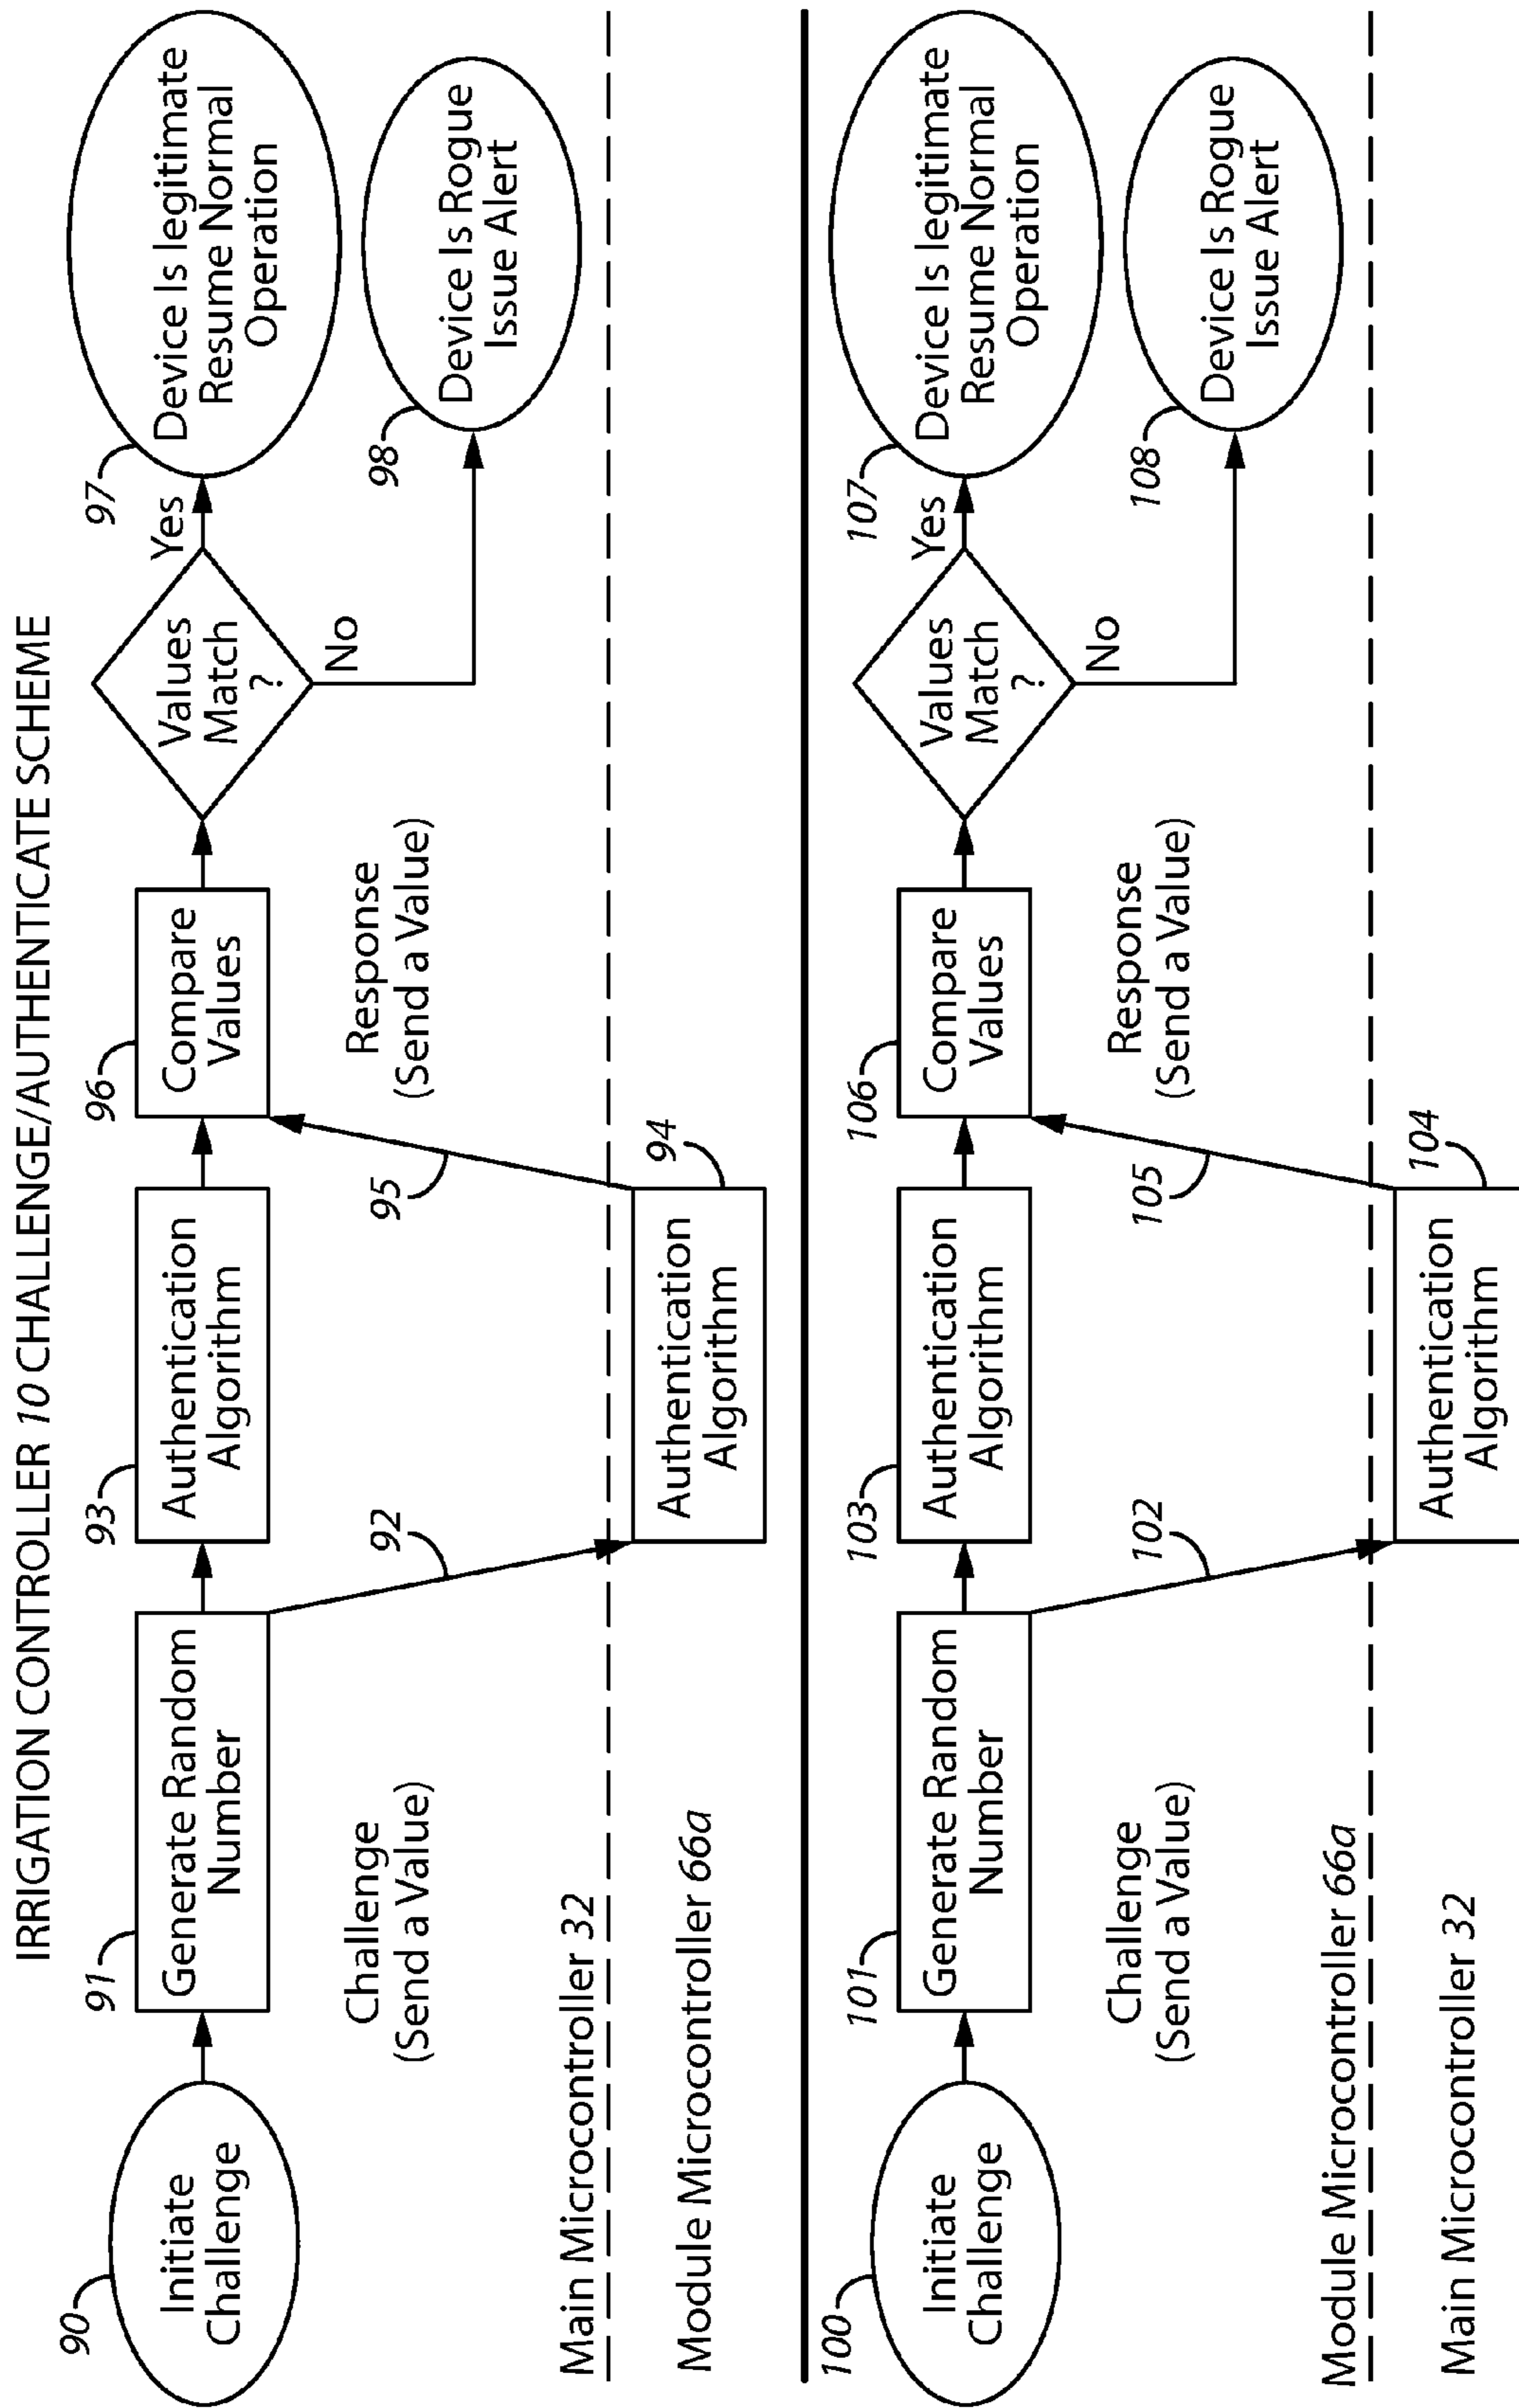 IRRIGATION CONTROLLER 10 CHALLENGE/AUTHENTICATE SCHEME
90
Initiate
Challenge
91
Generate Random
Number
93
Authentication
Algorithm
96
Compare
Values
Values
Match
?
Yes
97
Device Is legitimate
Resume Normal
Operation
No
98
Device Is Rogue
Issue Alert
Challenge
(Send a Value)
92
95
Response
(Send a Value)
Main Microcontroller 32
Module Microcontroller 66a
94
Authentication
Algorithm
100
Initiate
Challenge
101
Generate Random
Number
103
Authentication
Algorithm
106
Compare
Values
Values
Match
?
Yes
107
Device Is legitimate
Resume Normal
Operation
No
108
Device Is Rogue
Issue Alert
Challenge
(Send a Value)
102
105
Response
(Send a Value)
Module Microcontroller 66a
Main Microcontroller 32
104
Authentication
Algorithm